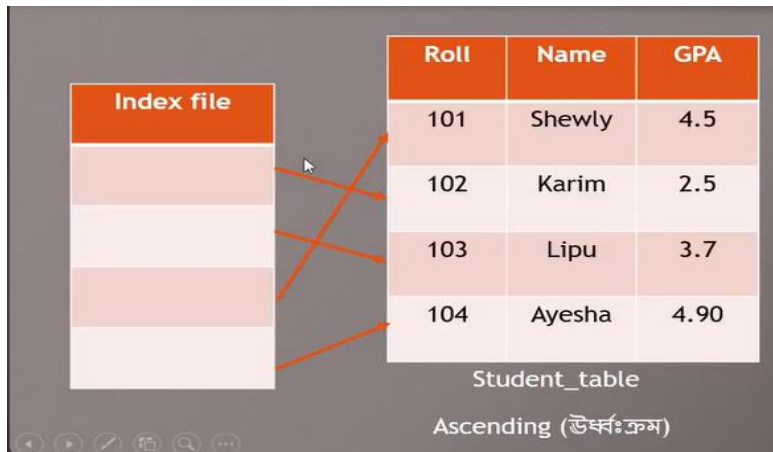 Index file
Roll Name GPA
101 Shewly 4.5
102 Karim 2.5
103 Lipu 3.7
104 Ayesha 4.90
Student_table
Ascending (ঊর্ধ্বঃক্রম)